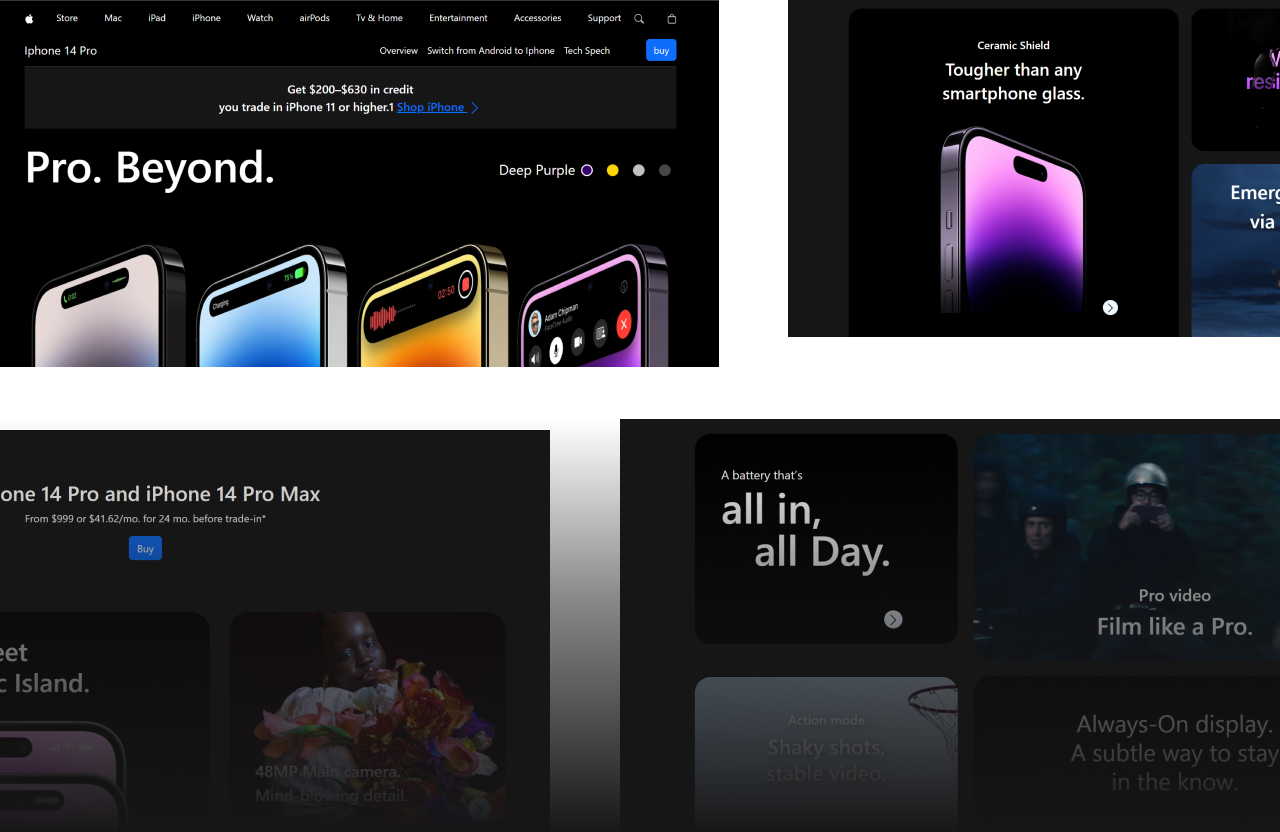 Store Mac iPad iPhone Watch airPods Tv & Home Entertainment Accessories Support
Iphone 14 Pro
Overview Switch from Android to Iphone Tech Spech buy
Get $200–$630 in credit
you trade in iPhone 11 or higher.1 Shop iPhone
Pro. Beyond.
Deep Purple
0:02
Charging 75%
02:50
Adam Chipman
FaceTime Audio
Ceramic Shield
Tougher than any
smartphone glass.
resi
Emerg
via
one 14 Pro and iPhone 14 Pro Max
From $999 or $41.62/mo. for 24 mo. before trade-in*
Buy
eet
c Island.
48MP Main camera.
Mind-blowing detail.
A battery that's
all in,
all Day.
Pro video
Film like a Pro.
Action mode
Shaky shots,
stable video.
Always-On display.
A subtle way to stay
in the know.